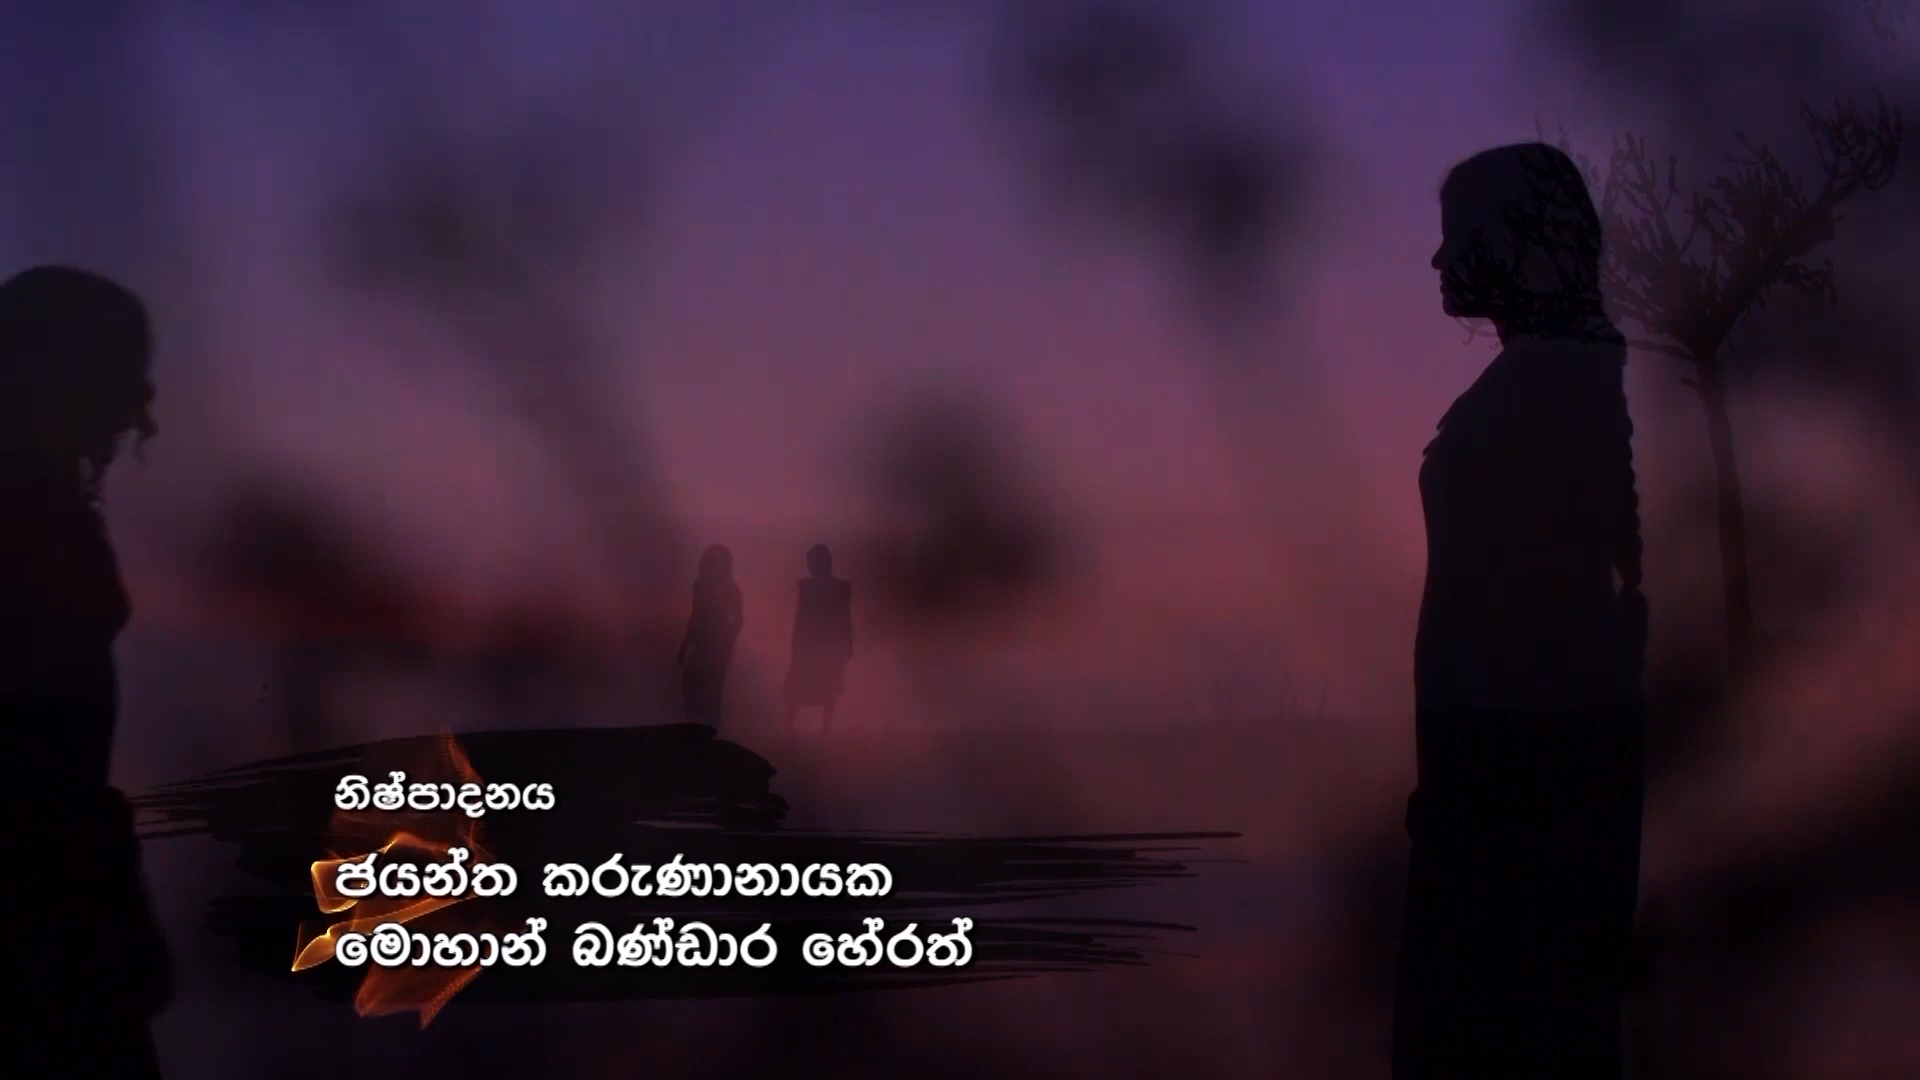 නිෂ්පාදනය
ජයන්ත කරුණානායක
මොහාන් බණ්ඩාර හේරත්